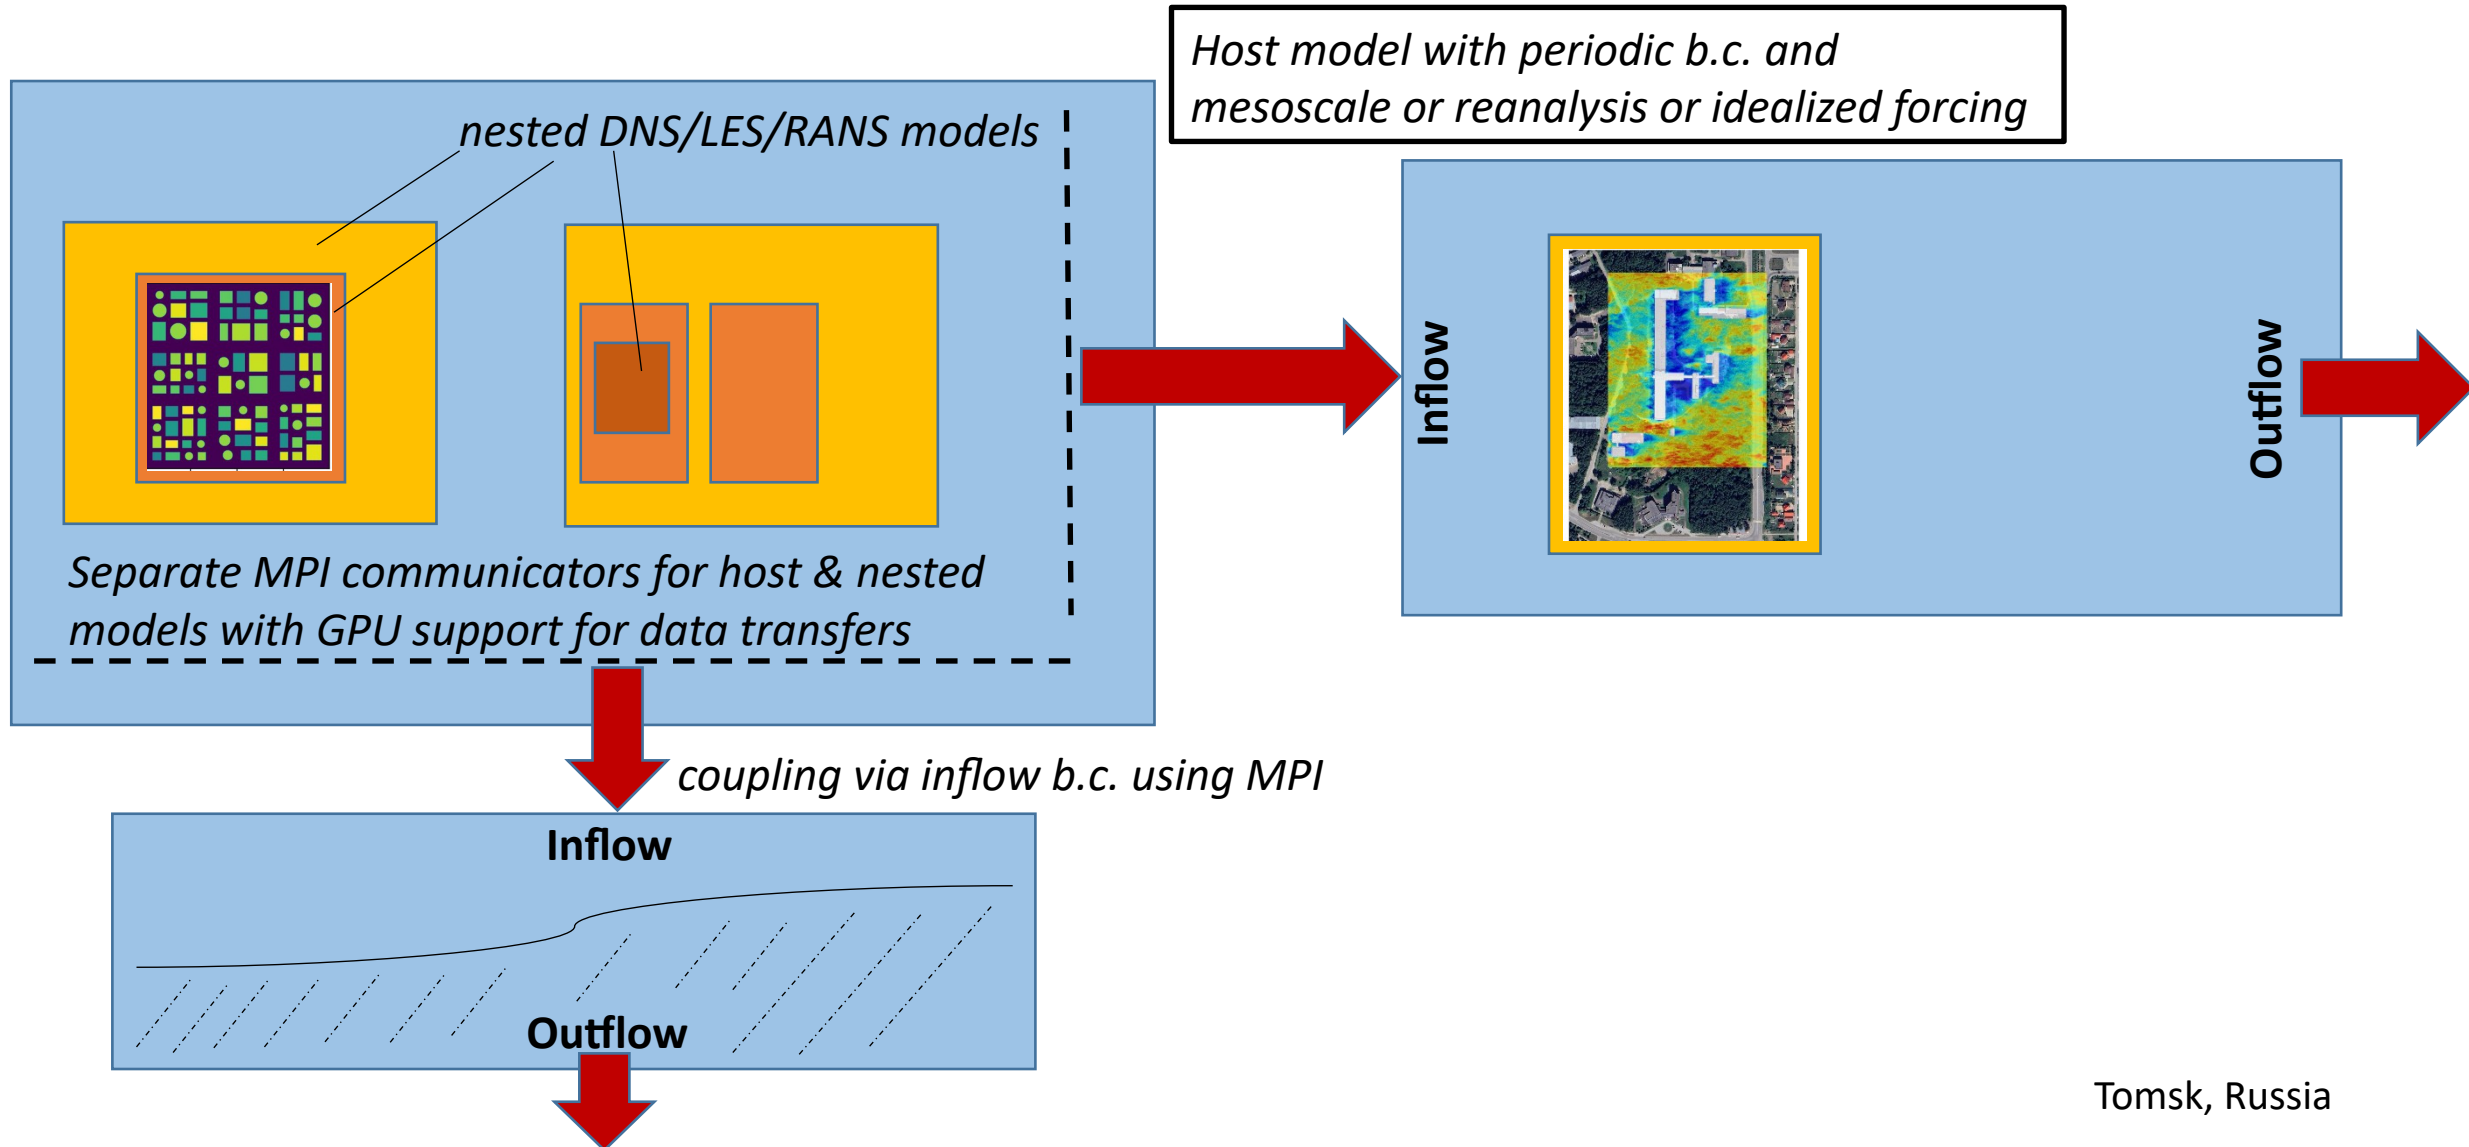 Host model with periodic b.c. and
mesoscale or reanalysis or idealized forcing
nested DNS/LES/RANS models
Inflow
Outflow
Separate MPI communicators for host & nested
models with GPU support for data transfers
coupling via inflow b.c. using MPI
Inflow
Outflow
Tomsk, Russia